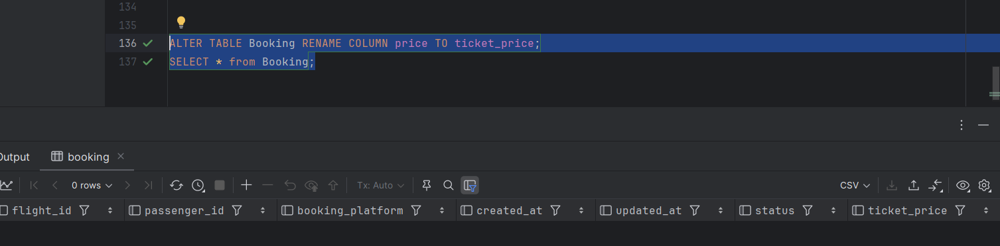 134
135
136 ALTER TABLE Booking RENAME COLUMN price TO ticket_price;
137 SELECT * from Booking;
Output booking
0 rows Tx: Auto CSV
flight_id passenger_id booking_platform created_at updated_at status ticket_price